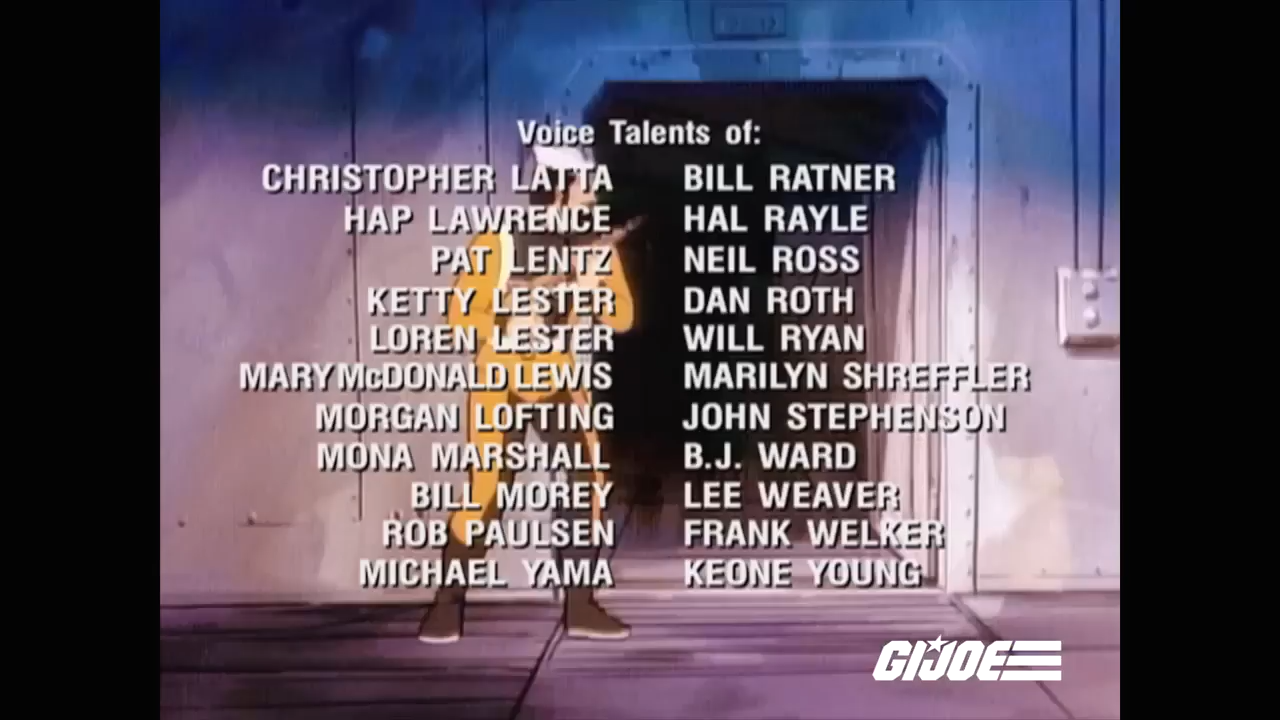 Voice Talents of:
CHRISTOPHER LATTA
HAP LAWRENCE
PAT LENTZ
KETTY LESTER
LOREN LESTER
MARY McDONALD LEWIS
MORGAN LOFTING
MONA MARSHALL
BILL MOREY
ROB PAULSEN
MICHAEL YAMA
BILL RATNER
HAL RAYLE
NEIL ROSS
DAN ROTH
WILL RYAN
MARILYN SHREFFLER
JOHN STEPHENSON
B.J. WARD
LEE WEAVER
FRANK WELKER
KEONE YOUNG
GIJOE